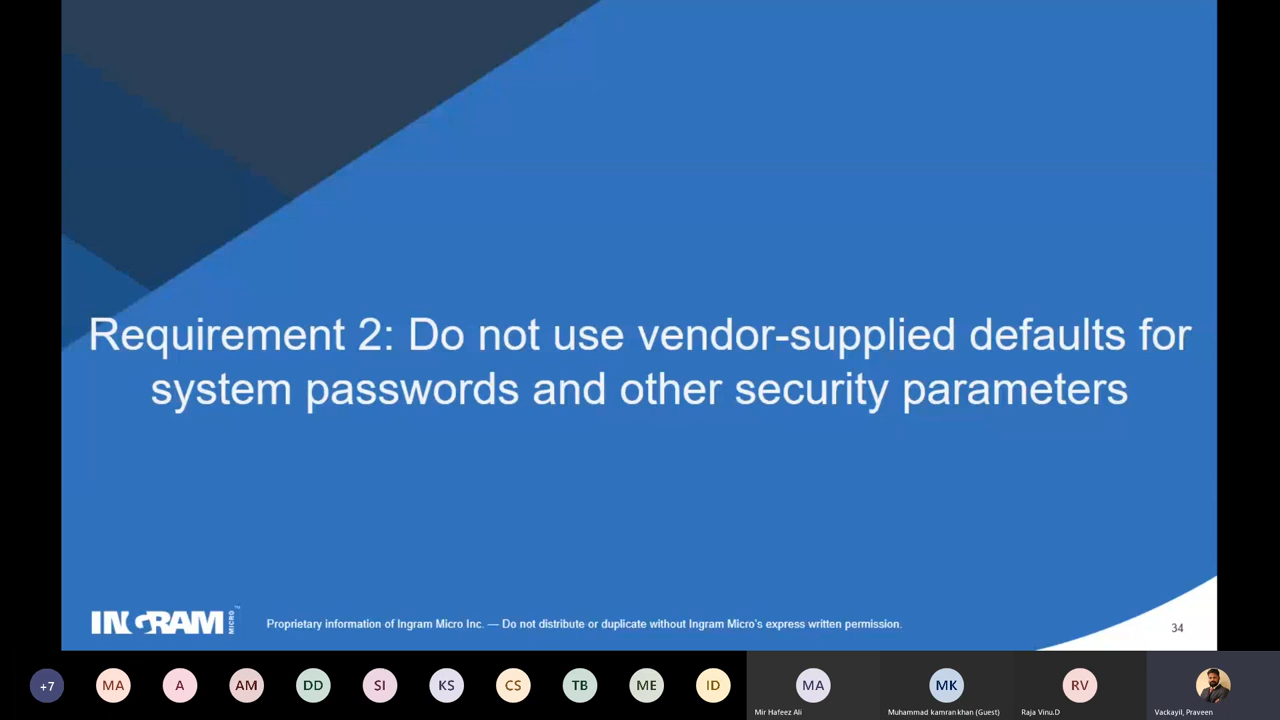 Requirement 2: Do not use vendor-supplied defaults for
system passwords and other security parameters
INGRAM MICRO ™
Proprietary information of Ingram Micro Inc. — Do not distribute or duplicate without Ingram Micro's express written permission.
34
+7
MA
A
AM
DD
SI
KS
CS
TB
ME
ID
MA
MK
RV
Mir Hafeez Ali
Muhammad kamran khan (Guest)
Raja Vinu.D
Vackayil, Praveen